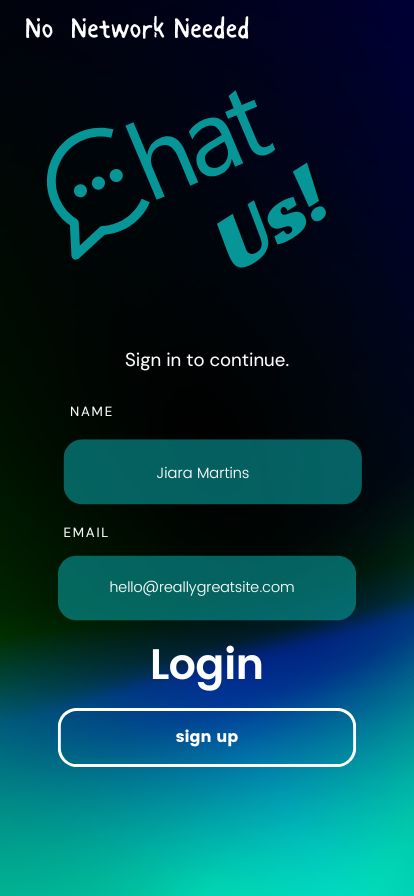 No Network Needed
Chat
Us!
Sign in to continue.
NAME
Jiara Martins
EMAIL
hello@reallygreatsite.com
Login
sign up